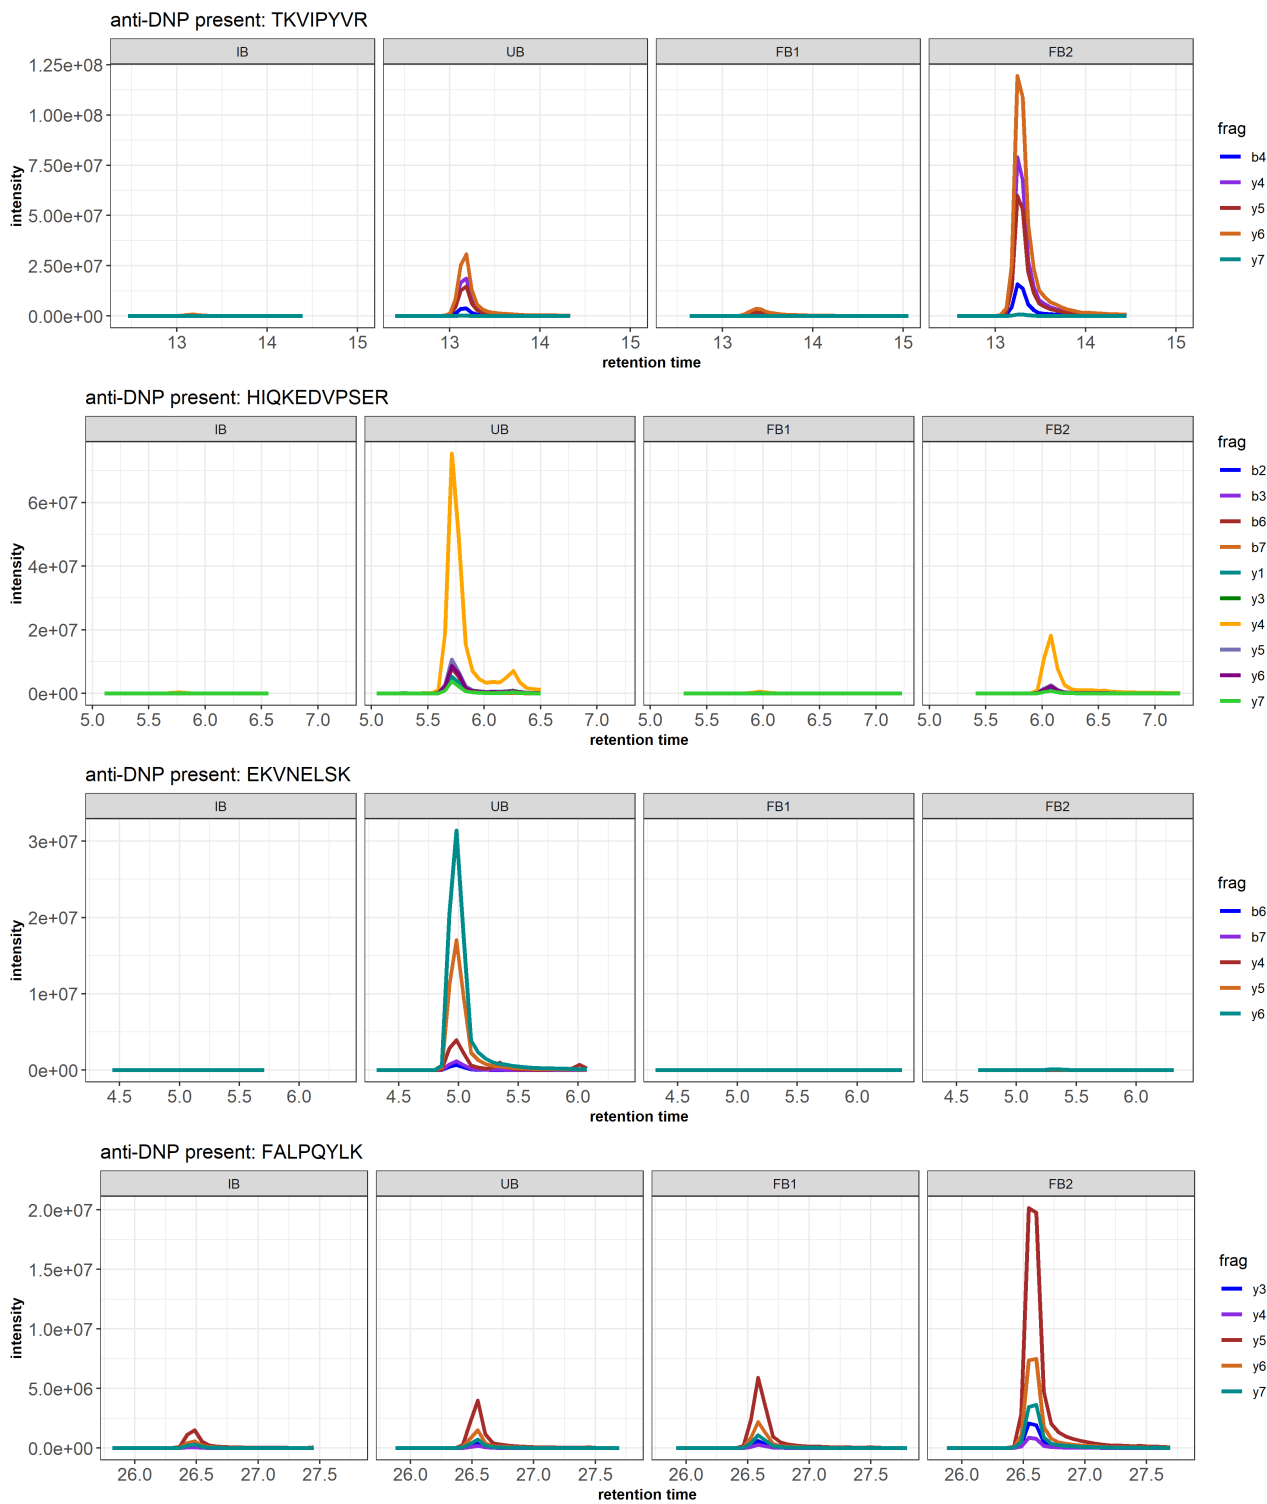 anti-DNP present: TKVIPYVR
IB UB FB1 FB2
1.25e+08
1.00e+08
7.50e+07
5.00e+07
2.50e+07
0.00e+00
intensity
13 14 15 13 14 15 13 14 15 13 14 15
retention time
frag
b4
y4
y5
y6
y7
anti-DNP present: HIQKEDVPSER
IB UB FB1 FB2
6e+07
4e+07
2e+07
0e+00
intensity
5.0 5.5 6.0 6.5 7.0 5.0 5.5 6.0 6.5 7.0 5.0 5.5 6.0 6.5 7.0 5.0 5.5 6.0 6.5 7.0
retention time
frag
b2
b3
b6
b7
y1
y3
y4
y5
y6
y7
anti-DNP present: EKVNELSK
IB UB FB1 FB2
3e+07
2e+07
1e+07
0e+00
intensity
4.5 5.0 5.5 6.0 4.5 5.0 5.5 6.0 4.5 5.0 5.5 6.0 4.5 5.0 5.5 6.0
retention time
frag
b6
b7
y4
y5
y6
anti-DNP present: FALPQYLK
IB UB FB1 FB2
2.0e+07
1.5e+07
1.0e+07
5.0e+06
0.0e+00
intensity
26.0 26.5 27.0 27.5 26.0 26.5 27.0 27.5 26.0 26.5 27.0 27.5 26.0 26.5 27.0 27.5
retention time
frag
y3
y4
y5
y6
y7